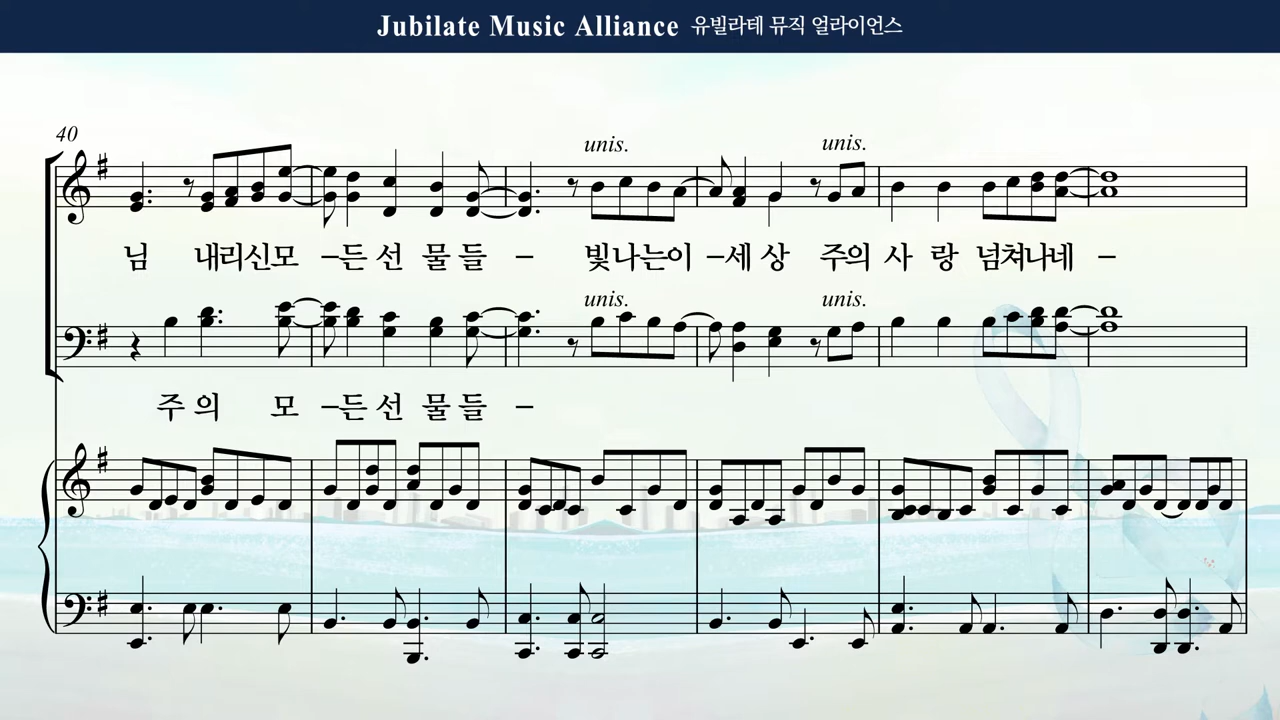 Jubilate Music Alliance 유빌라테 뮤직 얼라이언스
40
unis. unis.
님 내리신모 –든 선 물 들 – 빛나는이 –세 상 주의 사 랑 넘쳐나네 –
unis. unis.
주 의 모 –든 선 물 들 –